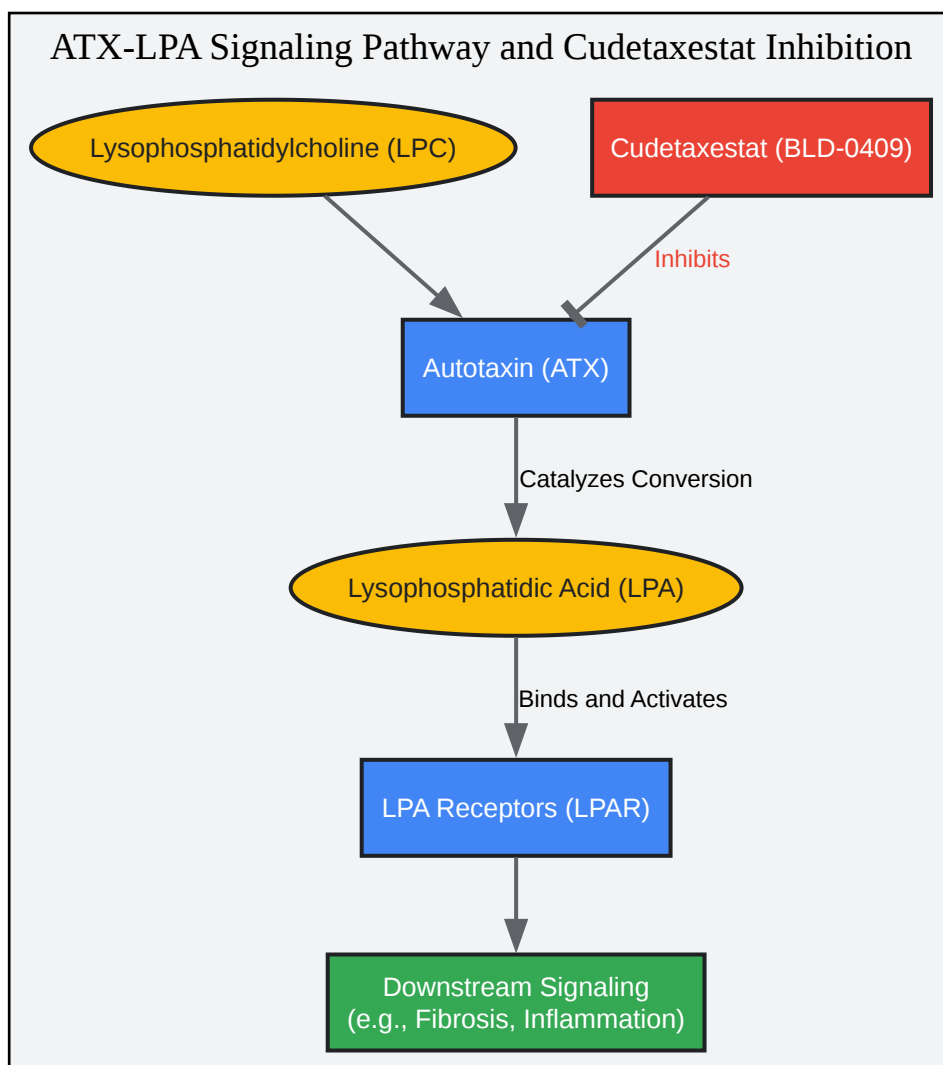 ATX-LPA Signaling Pathway and Cudetaxestat Inhibition
Lysophosphatidylcholine (LPC)
Cudetaxestat (BLD-0409)
Inhibits
Autotaxin (ATX)
Catalyzes Conversion
Lysophosphatidic Acid (LPA)
Binds and Activates
LPA Receptors (LPAR)
Downstream Signaling
(e.g., Fibrosis, Inflammation)